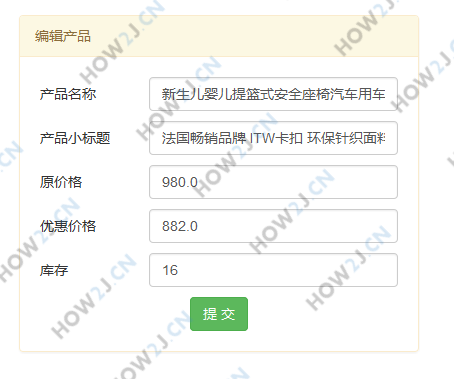 编辑产品
产品名称 新生儿婴儿提篮式安全座椅汽车用车
产品小标题 法国畅销品牌 ITW卡扣 环保针织面料
原价格 980.0
优惠价格 882.0
库存 16
提 交
HOW2J.CN